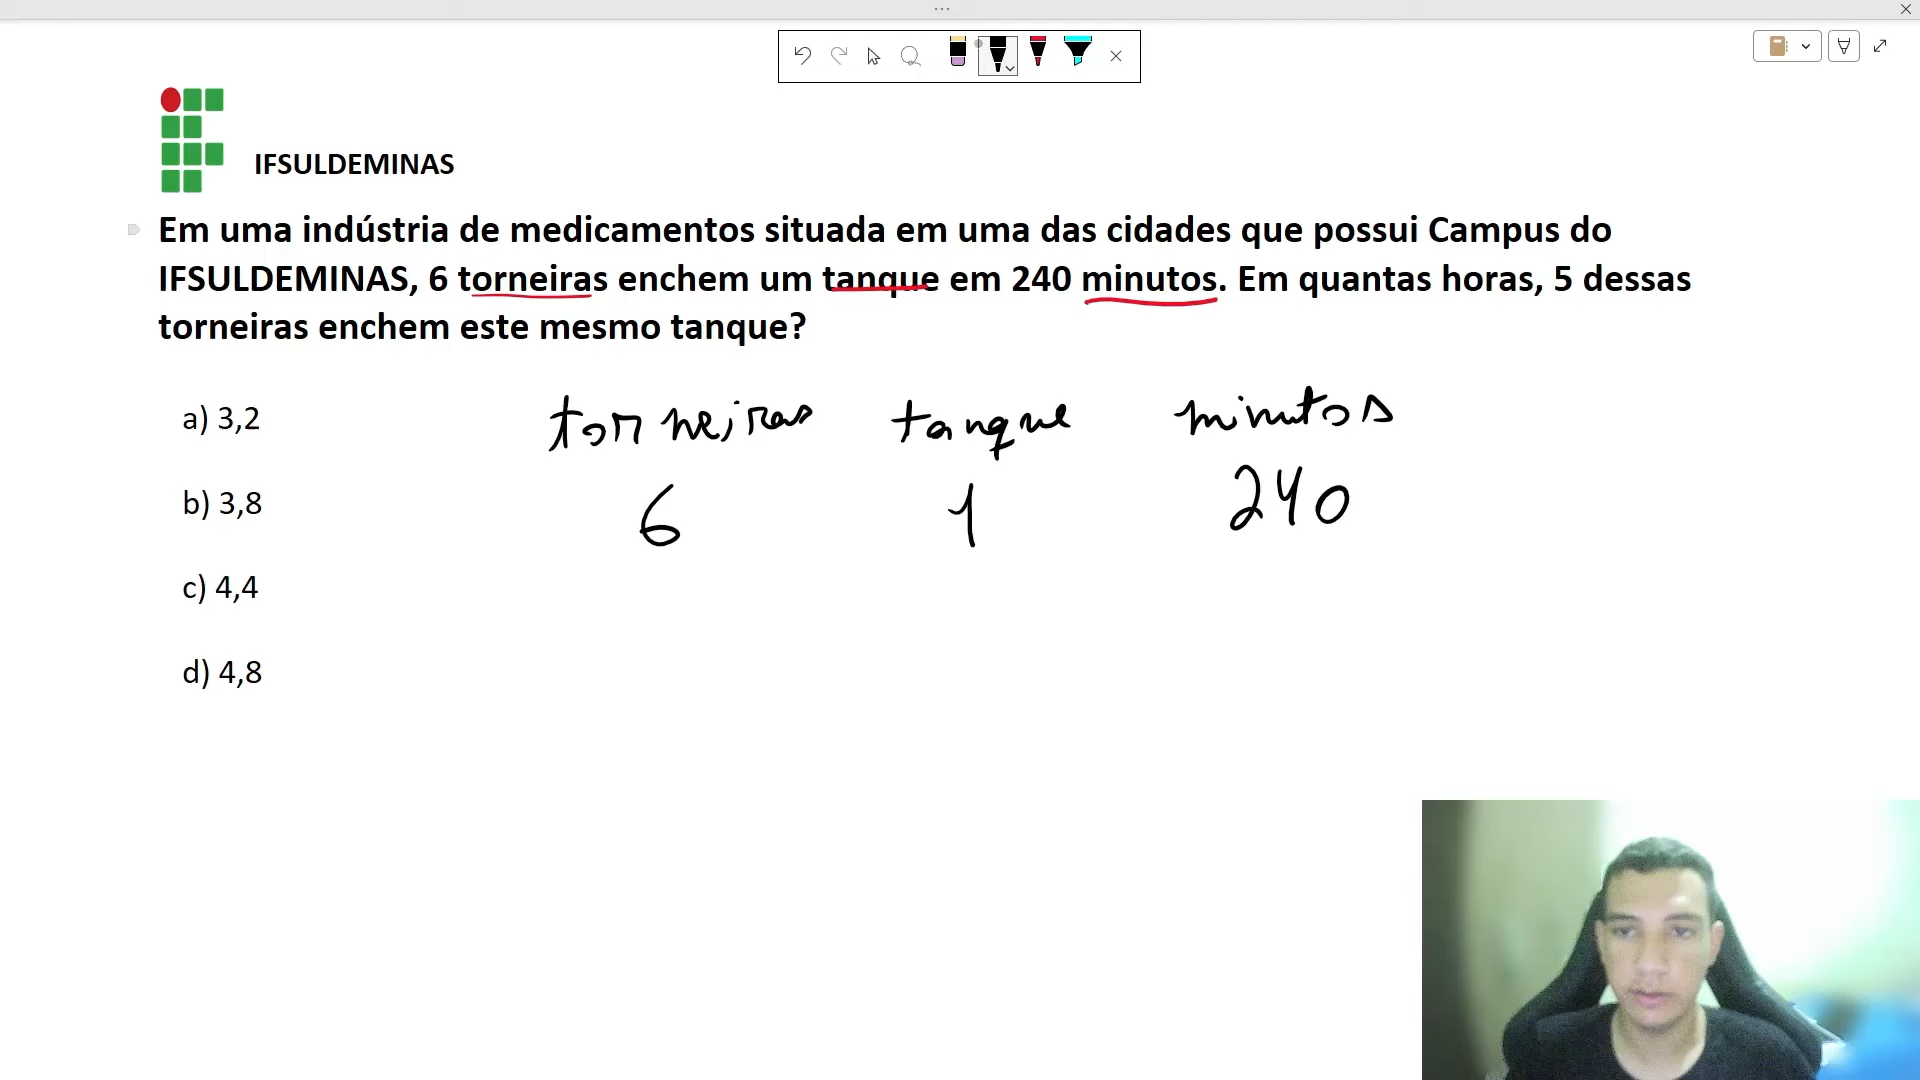 IFSULDEMINAS
Em uma indústria de medicamentos situada em uma das cidades que possui Campus do
IFSULDEMINAS, 6 torneiras enchem um tanque em 240 minutos. Em quantas horas, 5 dessas
torneiras enchem este mesmo tanque?
a) 3,2
b) 3,8
c) 4,4
d) 4,8
torneiras tanque minutos
6 1 240